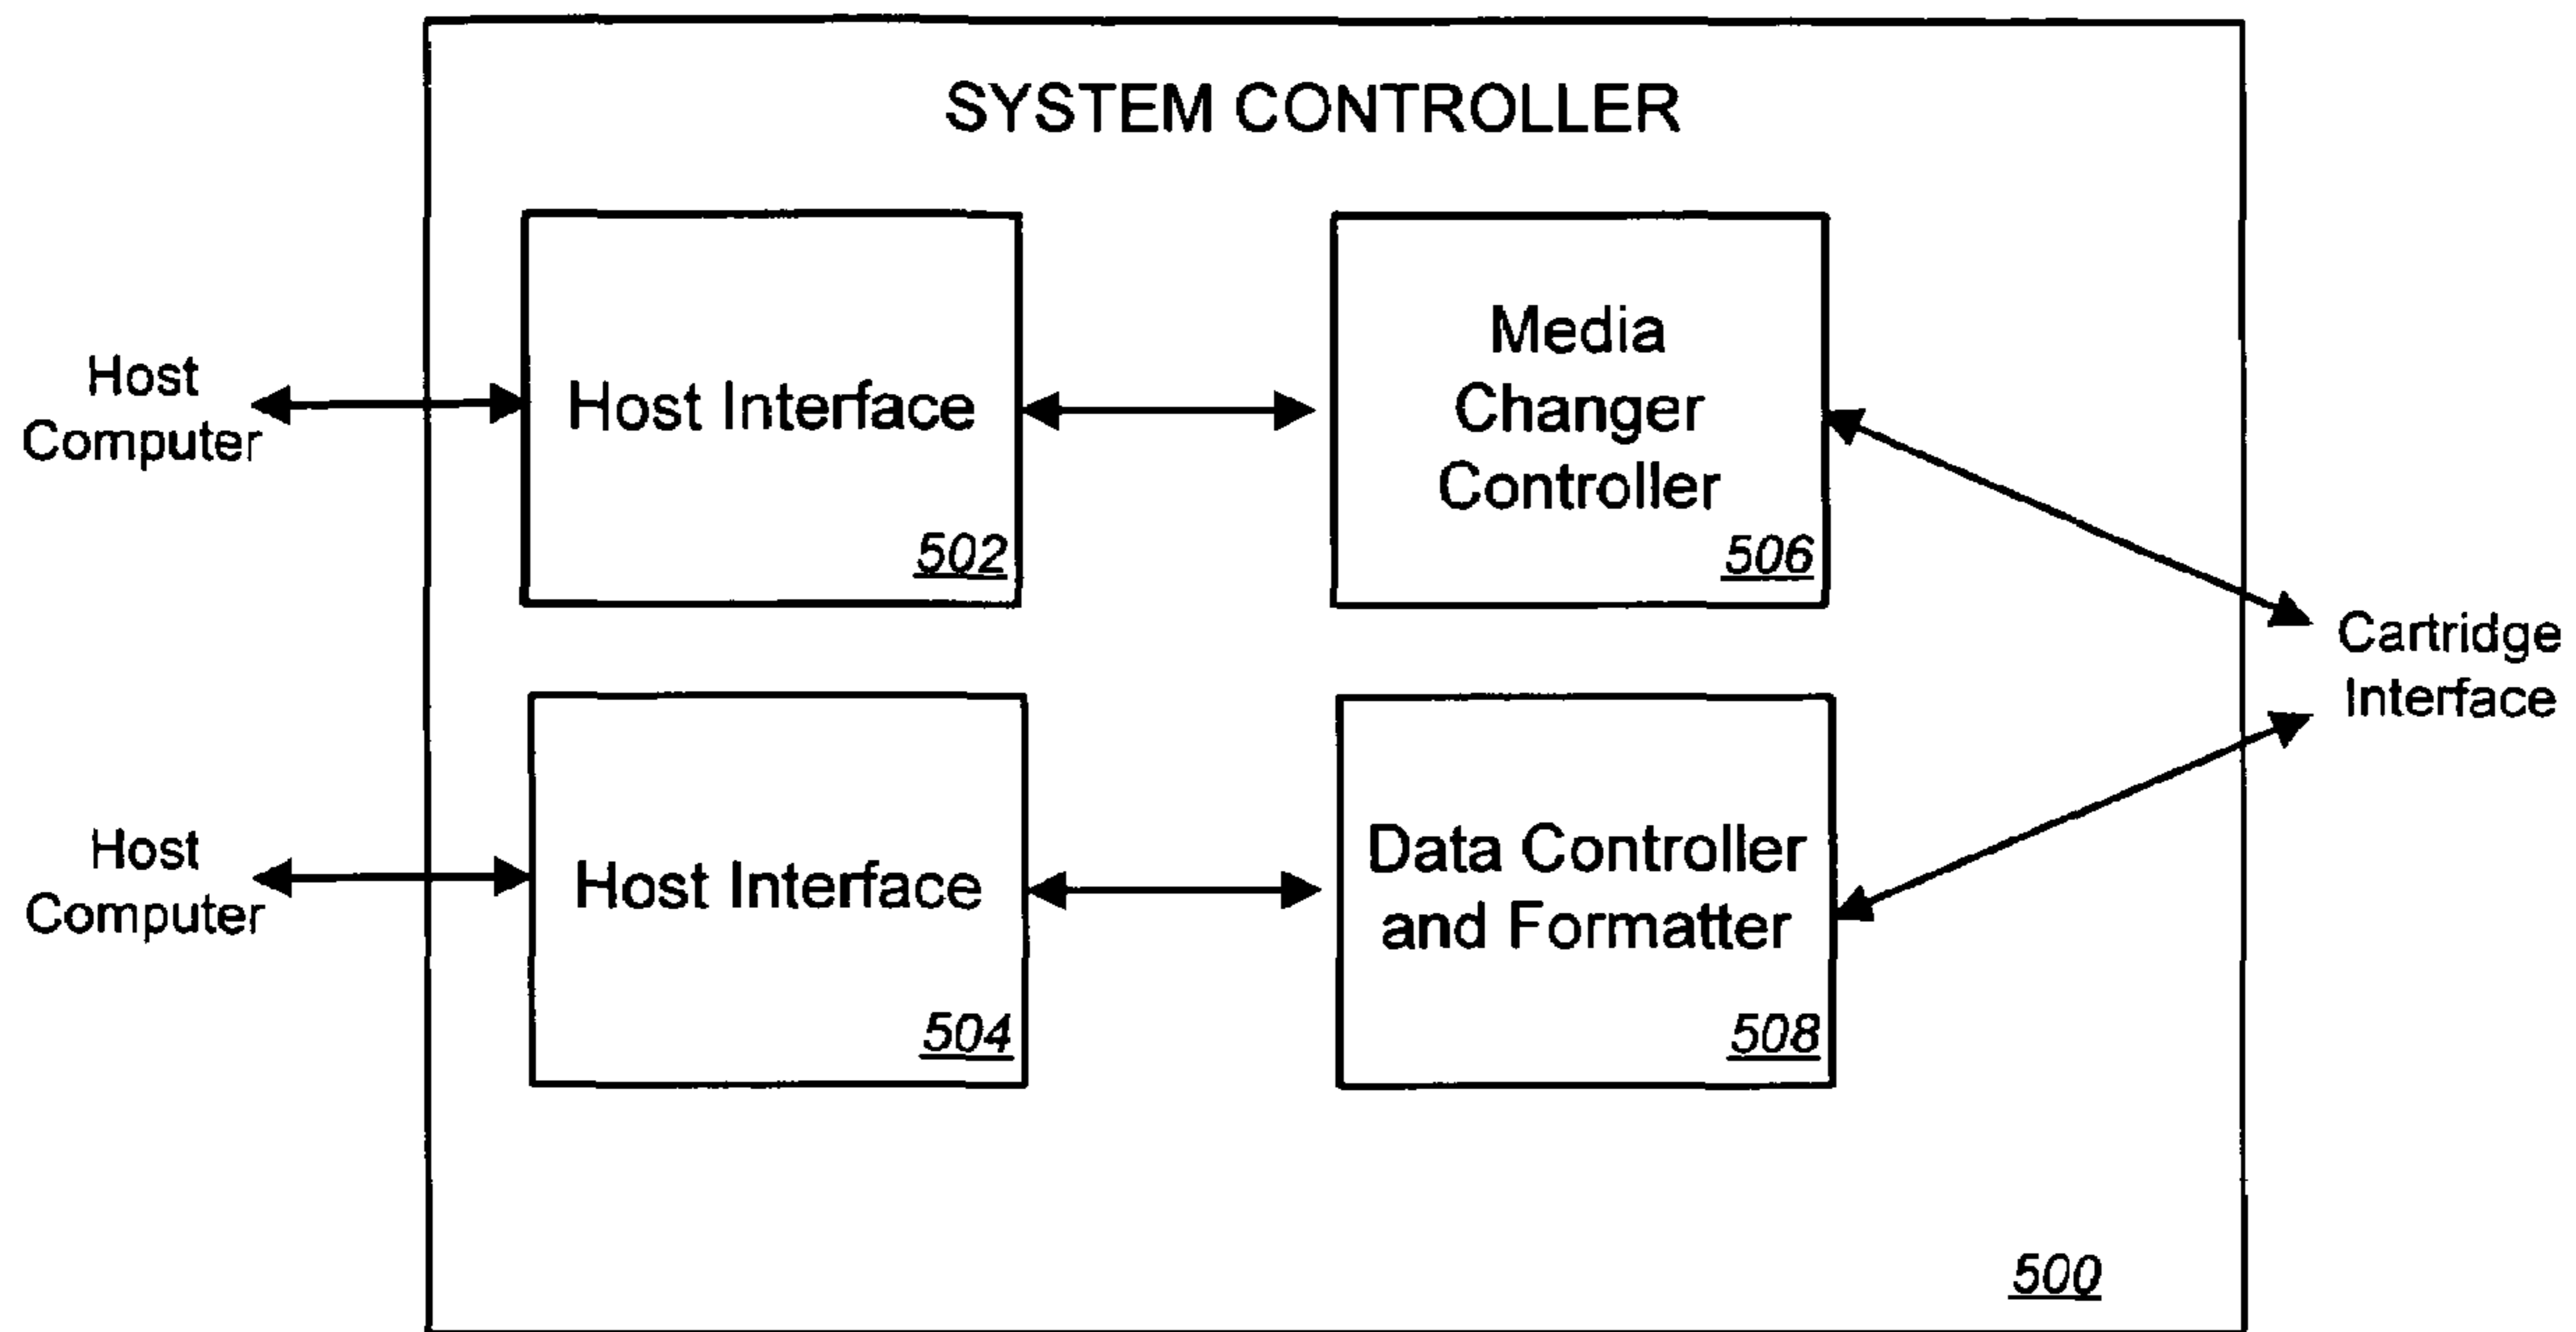 SYSTEM CONTROLLER
Host
Computer
Host Interface
502
Media
Changer
Controller
506
Cartridge
Interface
Host
Computer
Host Interface
504
Data Controller
and Formatter
508
500